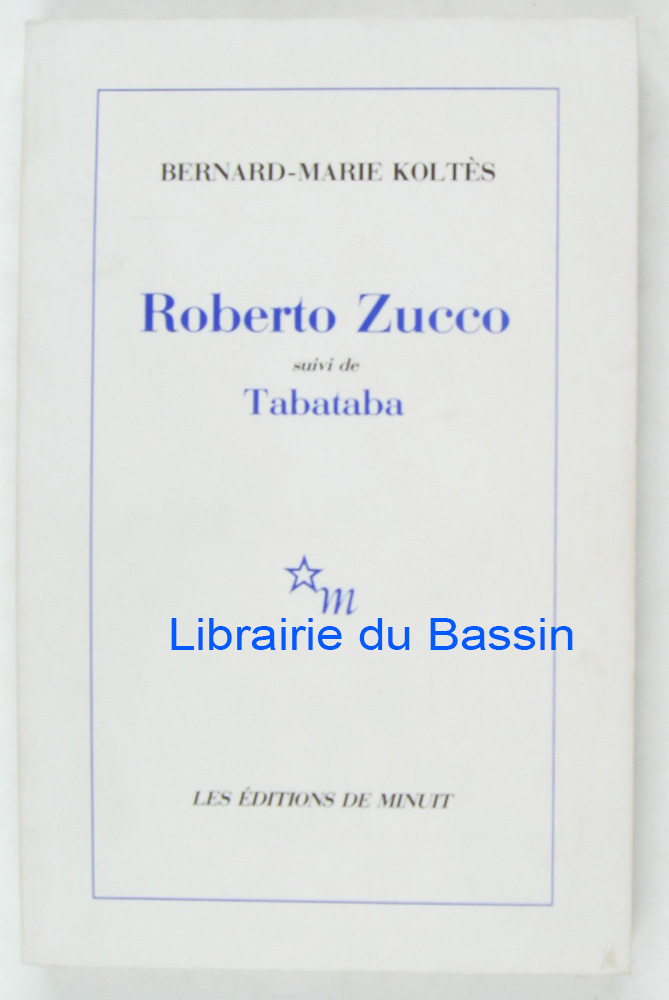 BERNARD-MARIE KOLTÈS
Roberto Zucco
suivi de
Tabataba
m
Librairie du Bassin
LES ÉDITIONS DE MINUIT